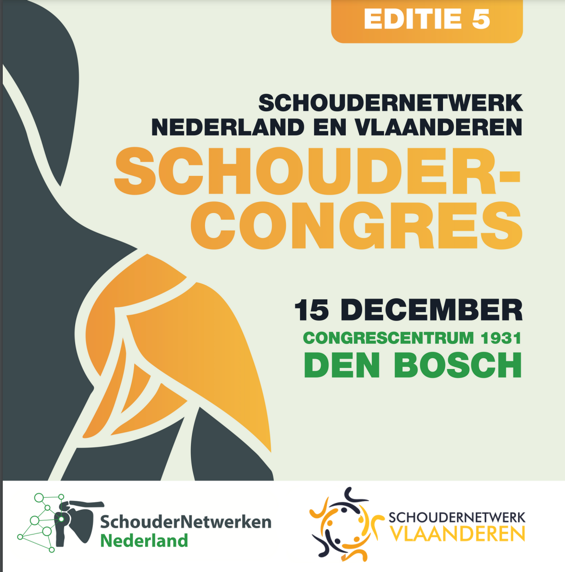 EDITIE 5
SCHOUDERNETWERK
NEDERLAND EN VLAANDEREN
SCHOUDER-
CONGRES
15 DECEMBER
CONGRESCENTRUM 1931
DEN BOSCH
SchouderNetwerken
Nederland
SCHOUDERNETWERK
VLAANDEREN